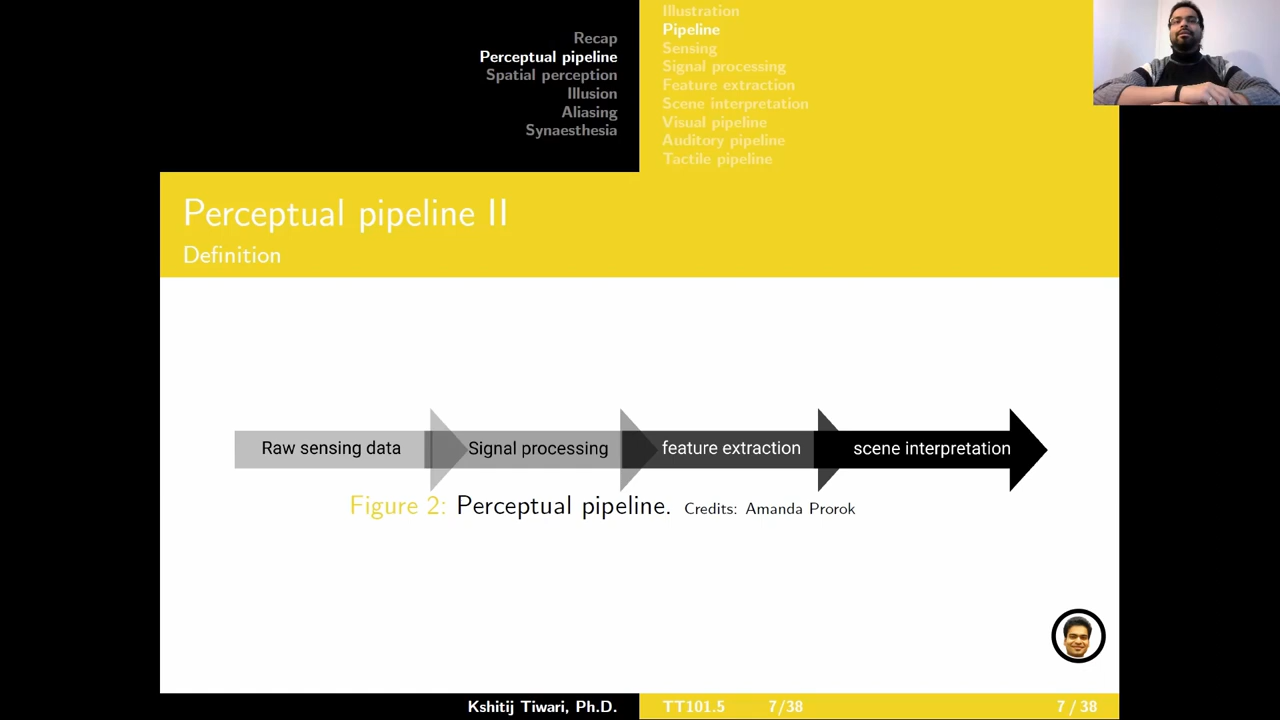 Recap
Perceptual pipeline
Spatial perception
Illusion
Aliasing
Synaesthesia
Illustration
Pipeline
Sensing
Signal processing
Feature extraction
Scene interpretation
Visual pipeline
Auditory pipeline
Tactile pipeline
Perceptual pipeline II
Definition
Raw sensing data Signal processing feature extraction scene interpretation
Figure 2: Perceptual pipeline. Credits: Amanda Prorok
Kshitij Tiwari, Ph.D. TT101.5 7/38 7 / 38